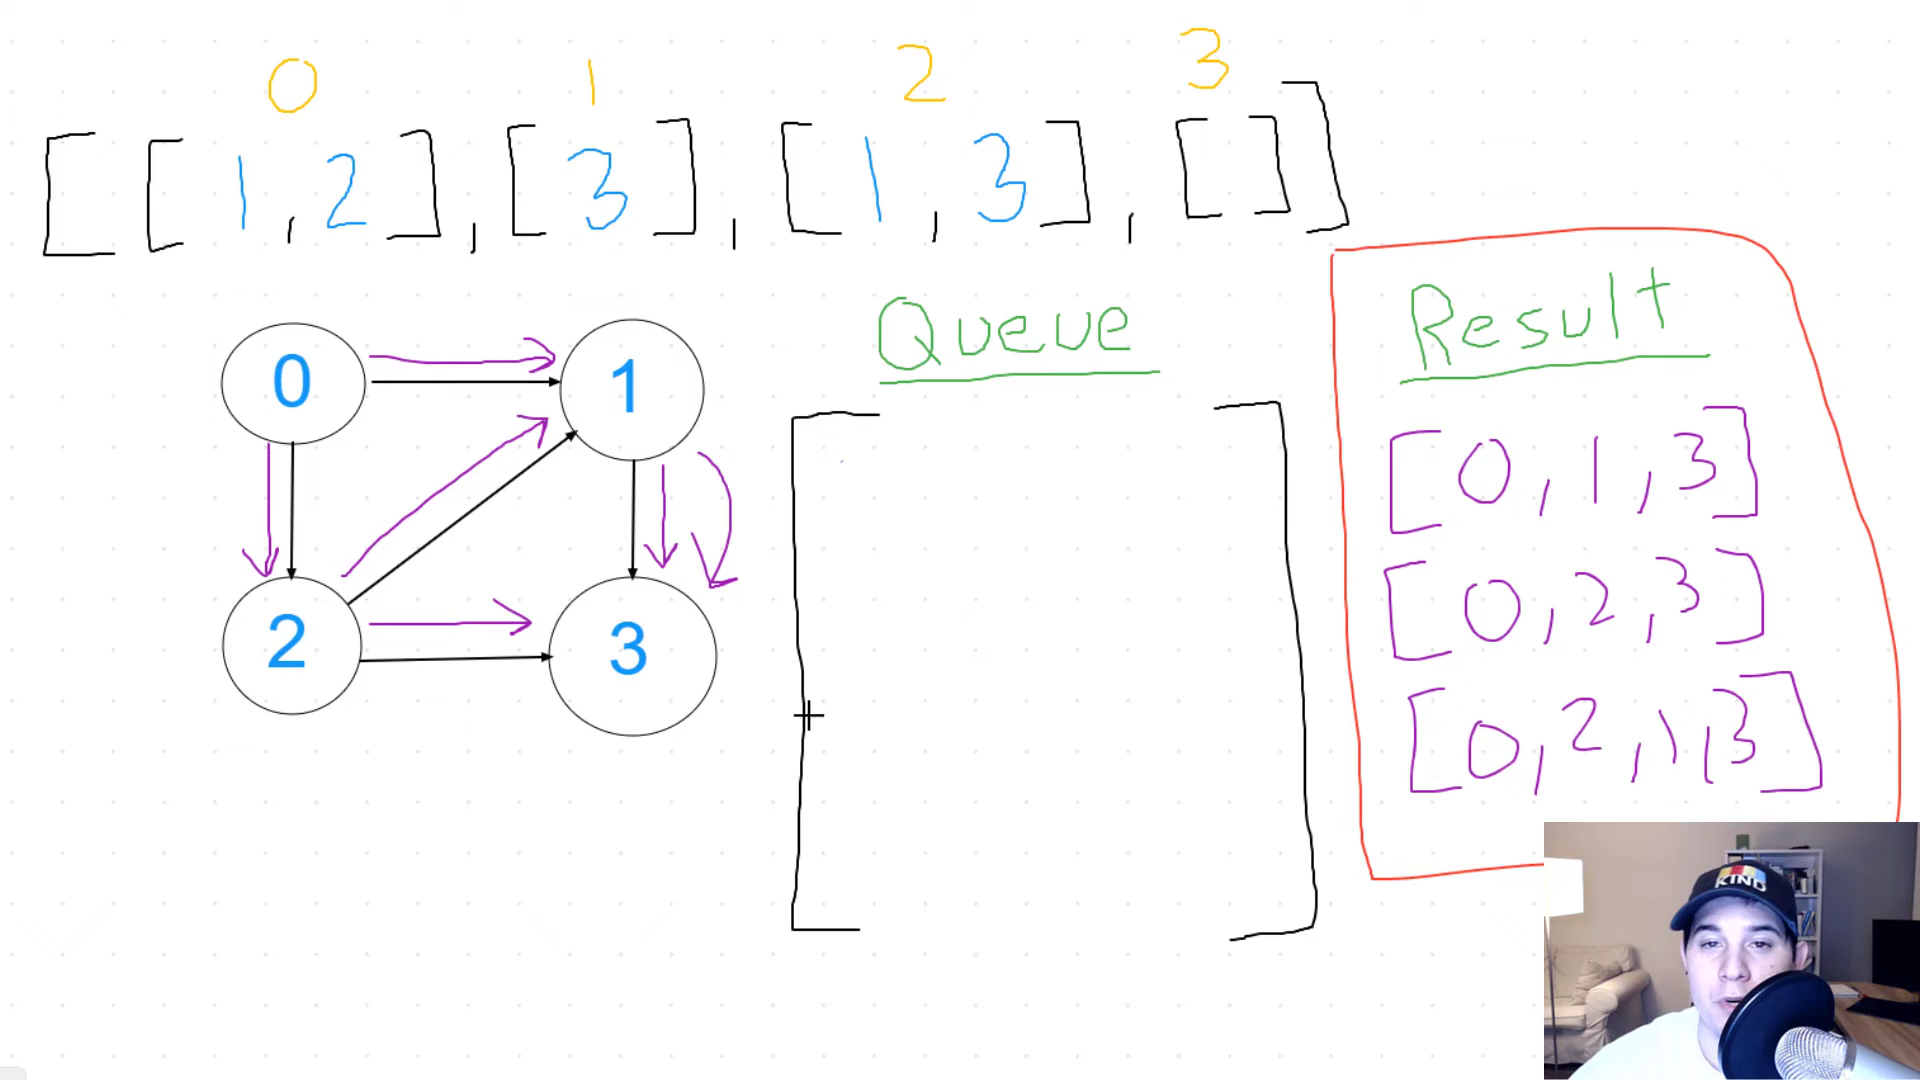 0 1 2 3
[[1,2],[3],[1,3],[]]
0 1
2 3
Queue
[ ]
Result
[0,1,3]
[0,2,3]
[0,2,1,3]
KIND